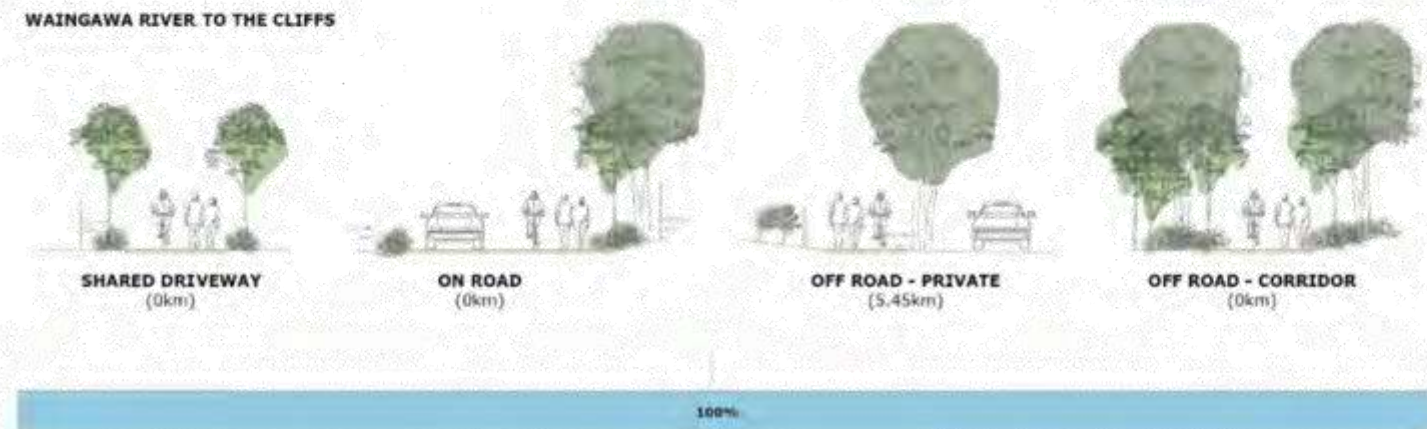 WAINGAWA RIVER TO THE CLIFFS
SHARED DRIVEWAY
(0km)
ON ROAD
(0km)
OFF ROAD - PRIVATE
(5.45km)
OFF ROAD - CORRIDOR
(0km)
100%